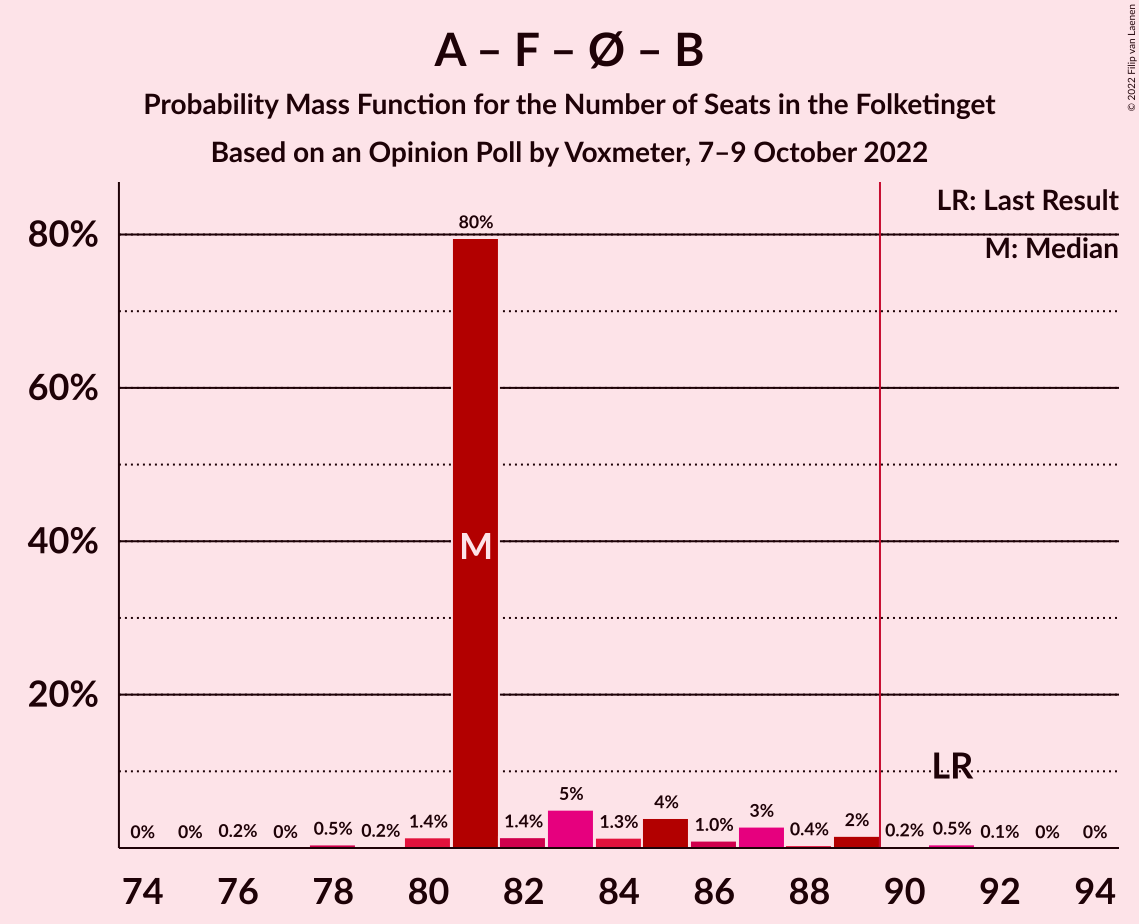 A – F – Ø – B
Probability Mass Function for the Number of Seats in the Folketinget
Based on an Opinion Poll by Voxmeter, 7–9 October 2022
© 2022 Filip van Laenen
LR: Last Result
M: Median
80%
60%
40%
20%
0% 0% 0.2% 0% 0.5% 0.2% 1.4% 80% 1.4% 5% 1.3% 4% 1.0% 3% 0.4% 2% 0.2% 0.5% 0.1% 0% 0%
M
LR
74 76 78 80 82 84 86 88 90 92 94